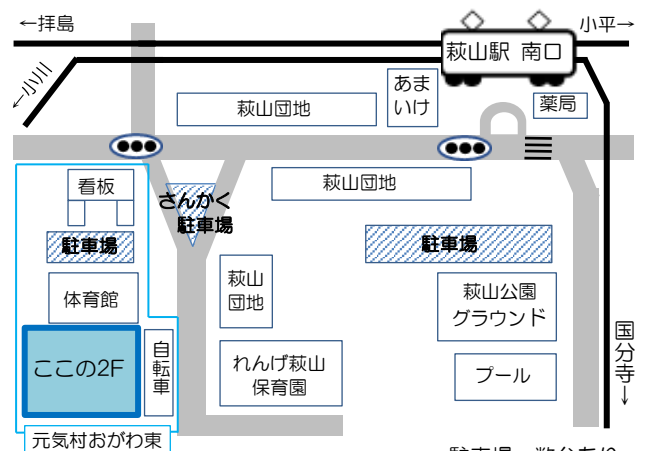 ←拝島
小平→
萩山駅 南口
←小川
あま
いけ
薬局
萩山団地
萩山団地
看板
さんかく
駐車場
駐車場
駐車場
体育館
萩山
団地
萩山公園
グラウンド
国分寺→
ここの2F
自転車
れんげ萩山
保育園
プール
元気村おがわ東